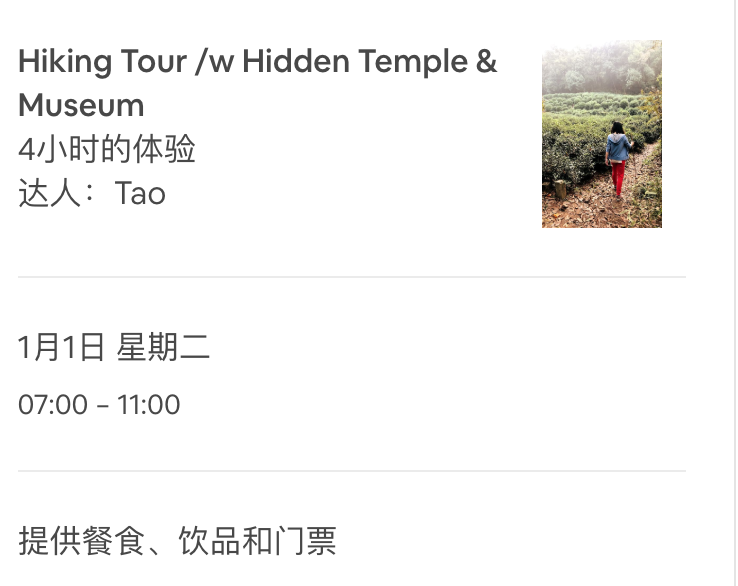 Hiking Tour /w Hidden Temple &
Museum
4小时的体验
达人：Tao
1月1日 星期二
07:00 – 11:00
提供餐食、饮品和门票